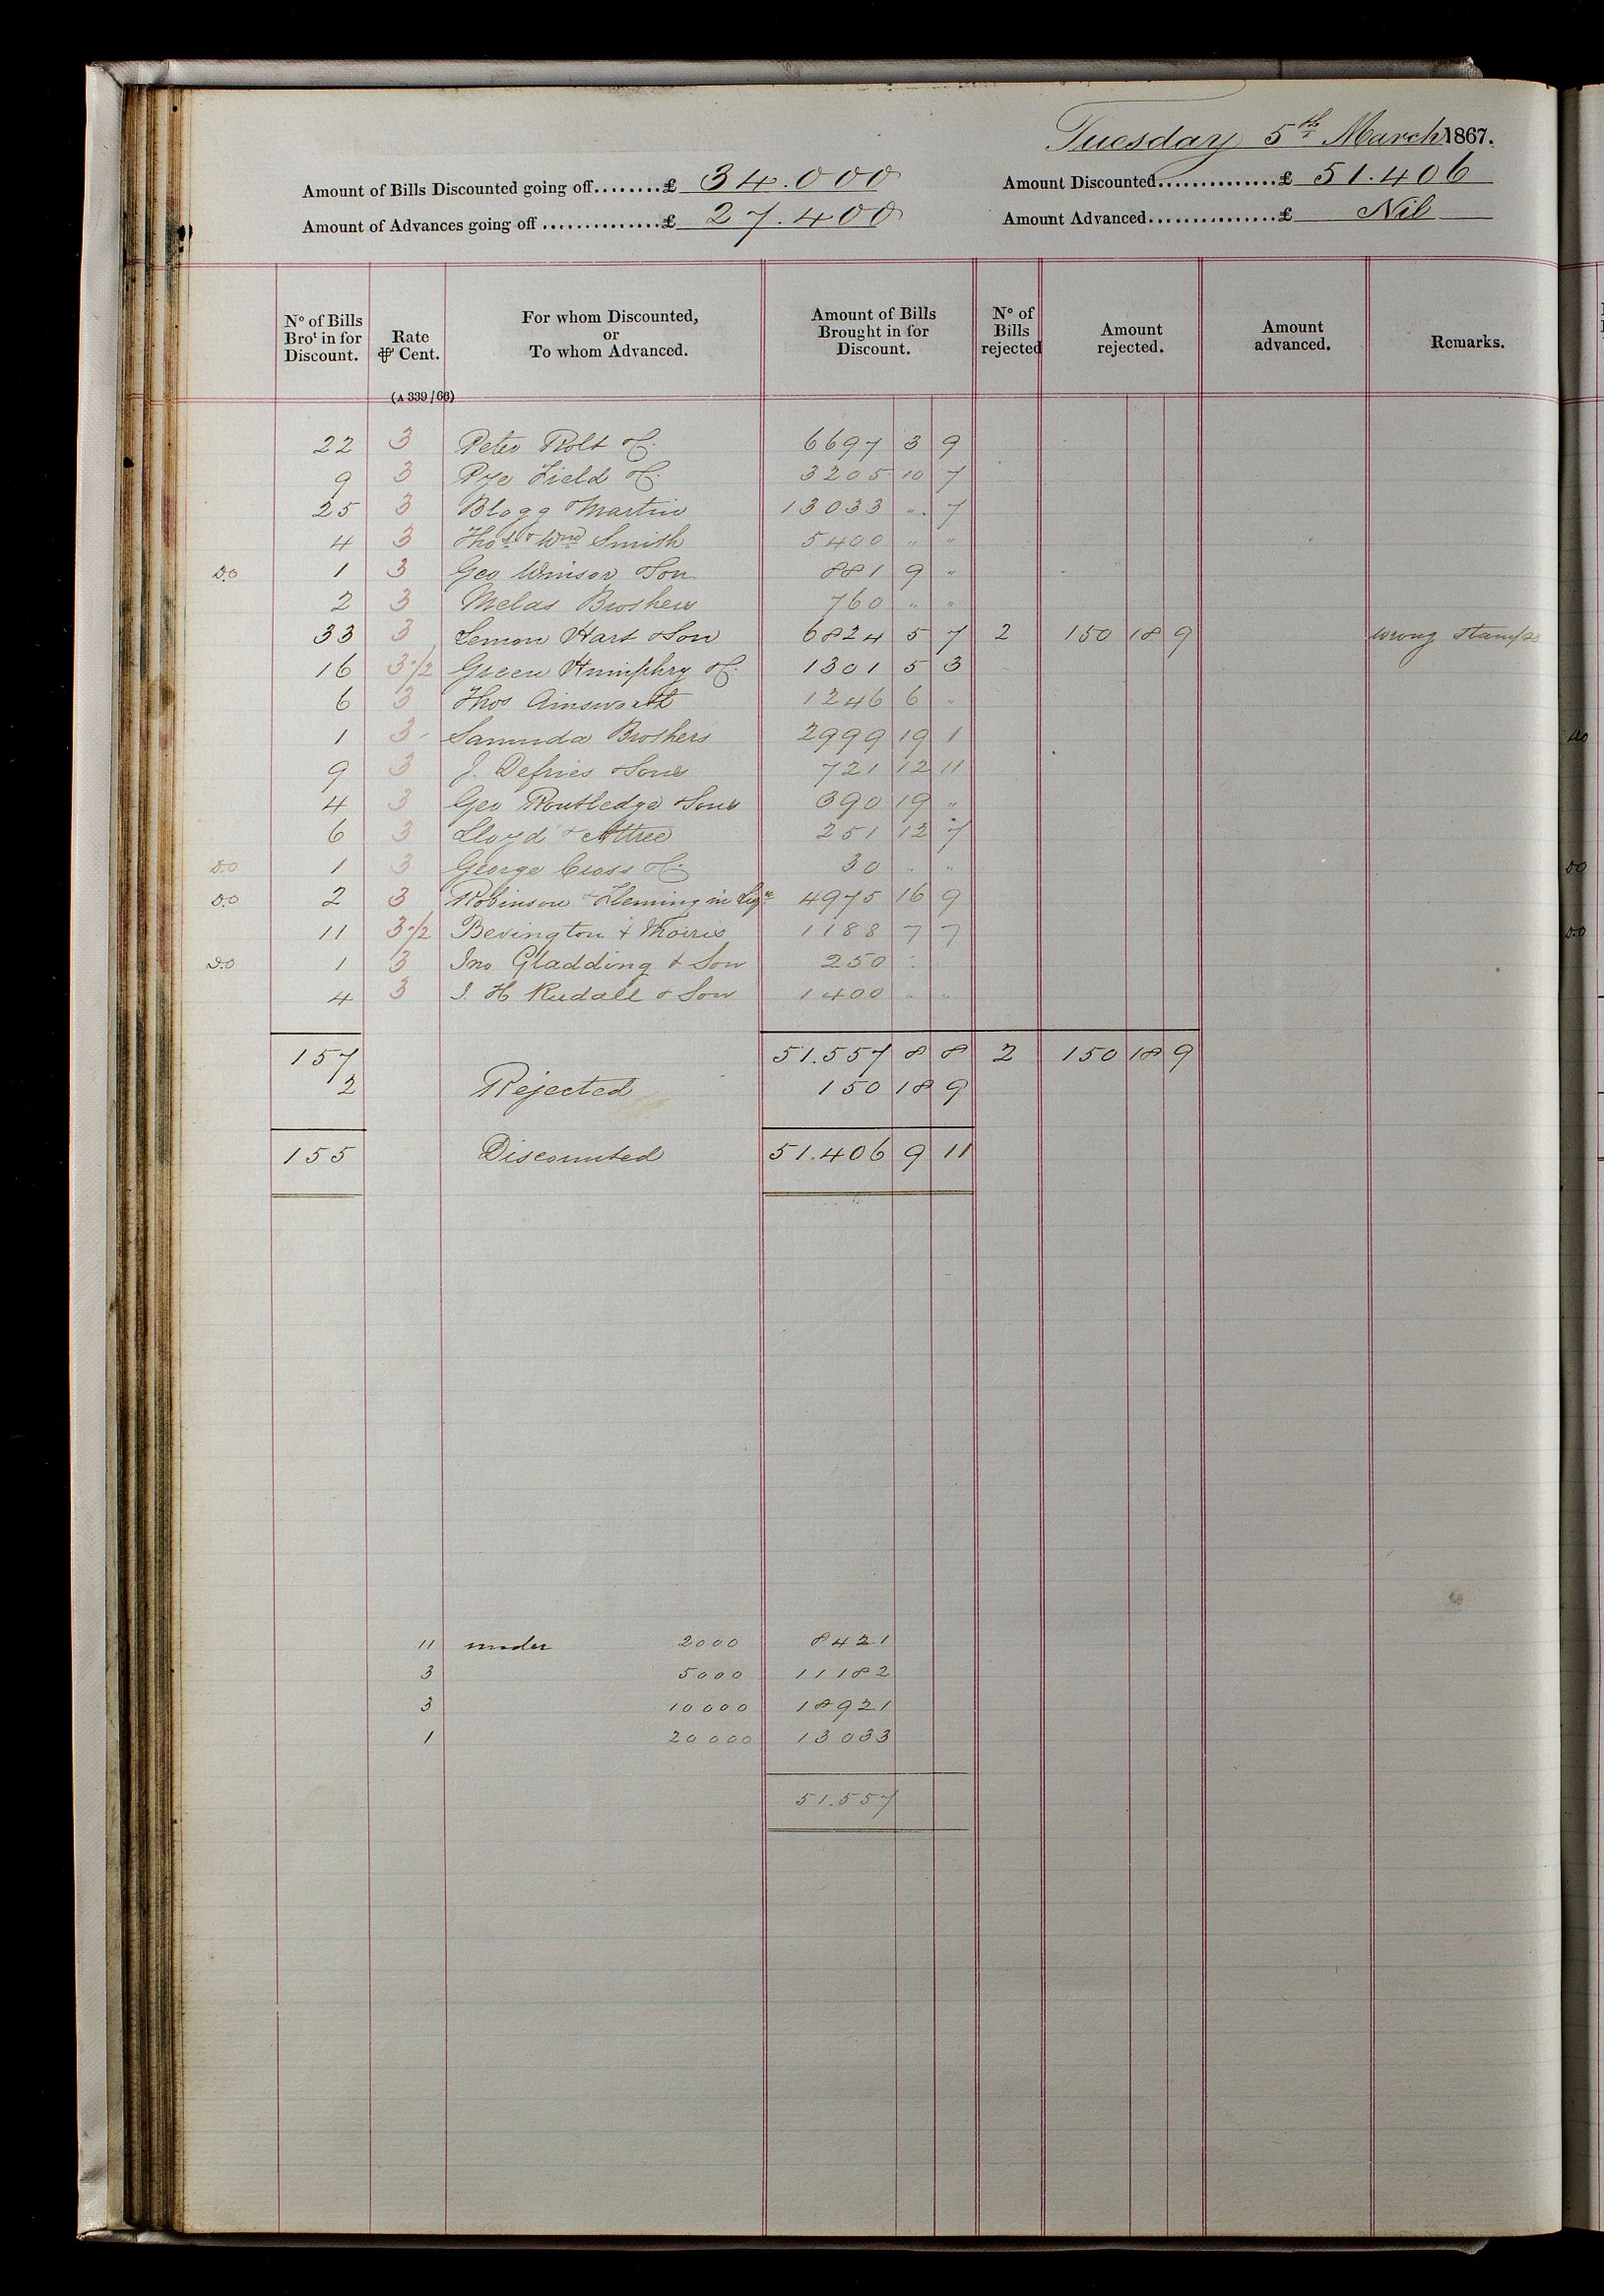 Tuesday 5th March 1867.
Amount of Bills Discounted going off........£ 34.000 Amount Discounted..............£ 51.406
Amount of Advances going off..............£ 27.400 Amount Advanced...............£ Nil
No of Bills Brot in for Discount. Rate ⅌ Cent. For whom Discounted, or To whom Advanced. Amount of Bills Brought in for Discount. No of Bills rejected Amount rejected. Amount advanced. Remarks.
(A 339/66)
22 3 Peter Rolt & Co 6697 3 9
9 3 Pye Field & Co 3205 10 7
25 3 Blogg & Martin 13033 " 7
4 3 Thos & Wm Smith 5400 " "
Do 1 3 Geo Winsor & Son 881 9 "
2 3 Melas Brothers 760 " "
33 3 Lemon Hart & Son 6824 5 7 2 150 18 9 wrong stamps
16 3 1/2 Green Humphry & Co 1301 5 3
6 3 Thos Ainsworth 1246 6 "
1 3 Samuda Brothers 2999 19 1
9 3 J. Defries & Sons 721 12 11
4 3 Geo Routledge & Sons 390 19 "
6 3 Lloyd & Attree 251 12 7
Do 1 3 George Cross & Co 30 " "
Do 2 3 Robinson & Fleming in Liqn 4975 16 9
11 3 1/2 Bevington & Morris 1188 7 7
Do 1 3 Jno Gladding & Son 250 :
4 3 J. H Rudall & Son 1400 " "
157 51.557 8 8 2 150 18 9
2 Rejected 150 18 9
155 Discounted 51.406 9 11
11 under 2000 8421
3 5000 11182
3 10000 18921
1 20000 13033
51.557